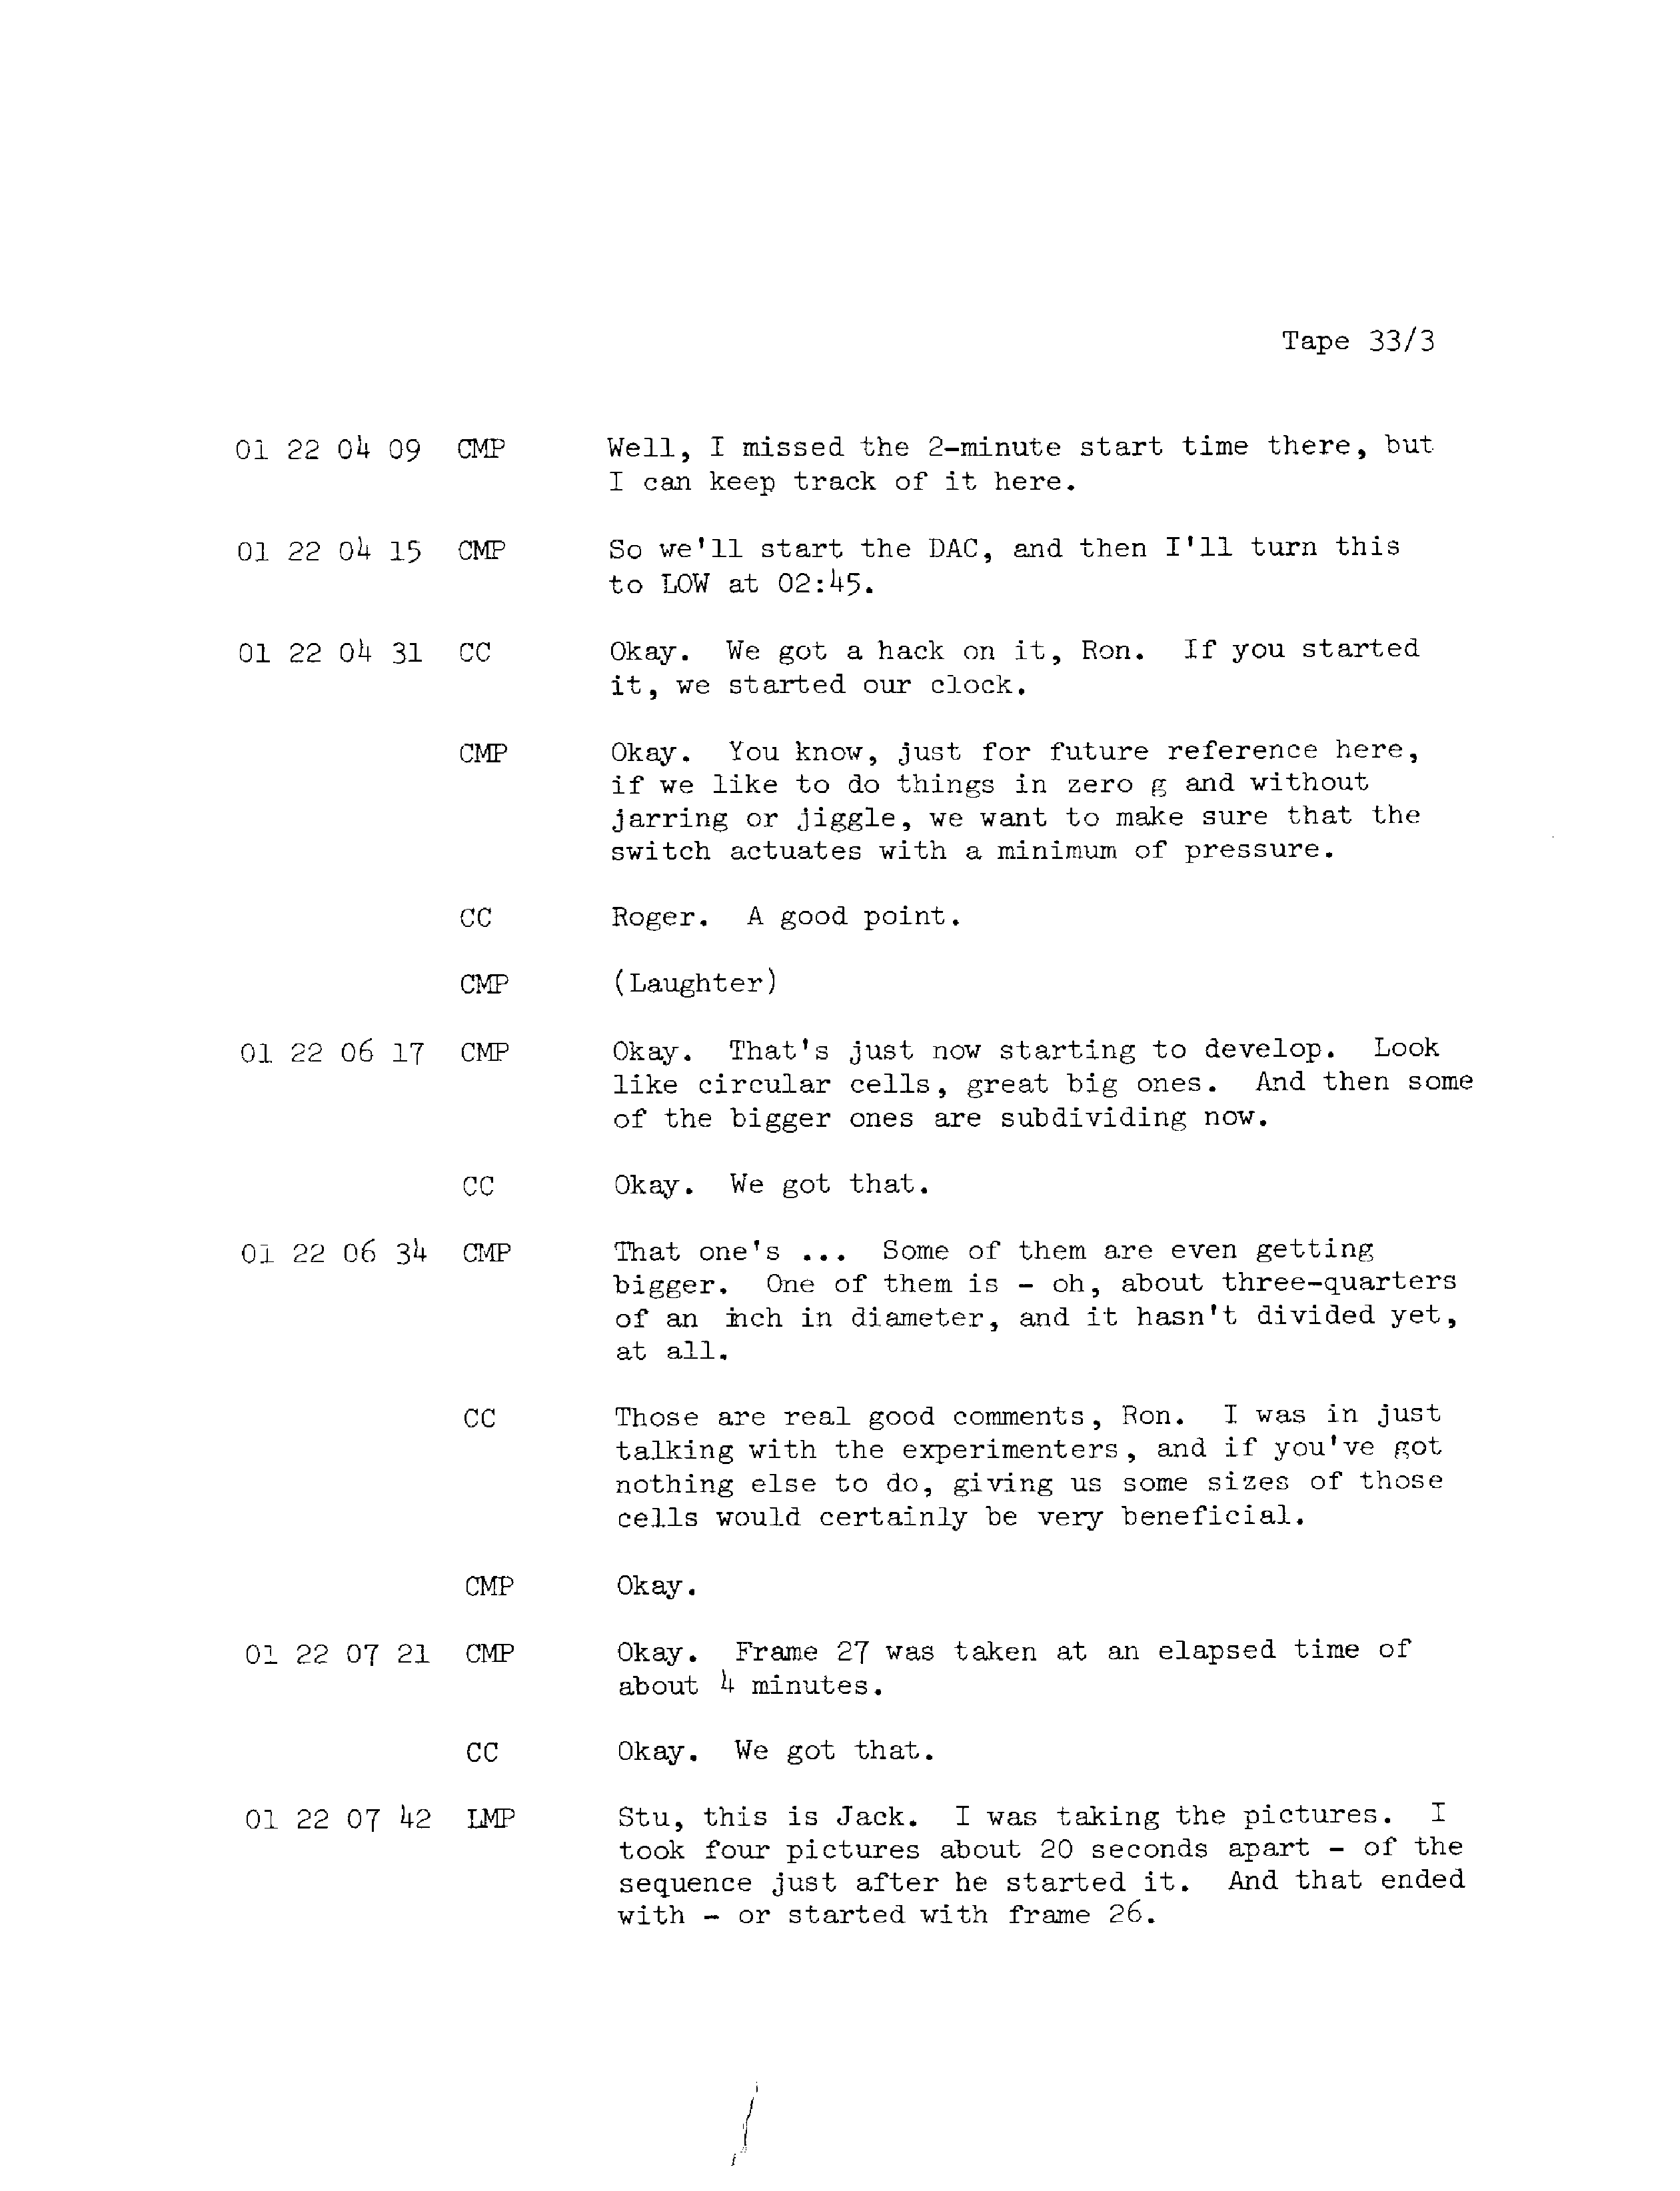 Tape 33/3
01 22 04 09 CMP Well, I missed the 2-minute start time there, but
I can keep track of it here.
01 22 04 15 CMP So we'll start the DAC, and then I'll turn this
to LOW at 02:45.
01 22 04 31 CC Okay. We got a hack on it, Ron. If you started
it, we started our clock.
CMP Okay. You know, just for future reference here,
if we like to do things in zero g and without
jarring or jiggle, we want to make sure that the
switch actuates with a minimum of pressure.
CC Roger. A good point.
CMP (Laughter)
01 22 06 17 CMP Okay. That's just now starting to develop. Look
like circular cells, great big ones. And then some
of the bigger ones are subdividing now.
CC Okay. We got that.
01 22 06 34 CMP That one's ... Some of them are even getting
bigger. One of them is - oh, about three-quarters
of an inch in diameter, and it hasn't divided yet,
at all.
CC Those are real good comments, Ron. I was in just
talking with the experimenters, and if you've got
nothing else to do, giving us some sizes of those
cells would certainly be very beneficial.
CMP Okay.
01 22 07 21 CMP Okay. Frame 27 was taken at an elapsed time of
about 4 minutes.
CC Okay. We got that.
01 22 07 42 LMP Stu, this is Jack. I was taking the pictures. I
took four pictures about 20 seconds apart - of the
sequence just after he started it. And that ended
with - or started with frame 26.